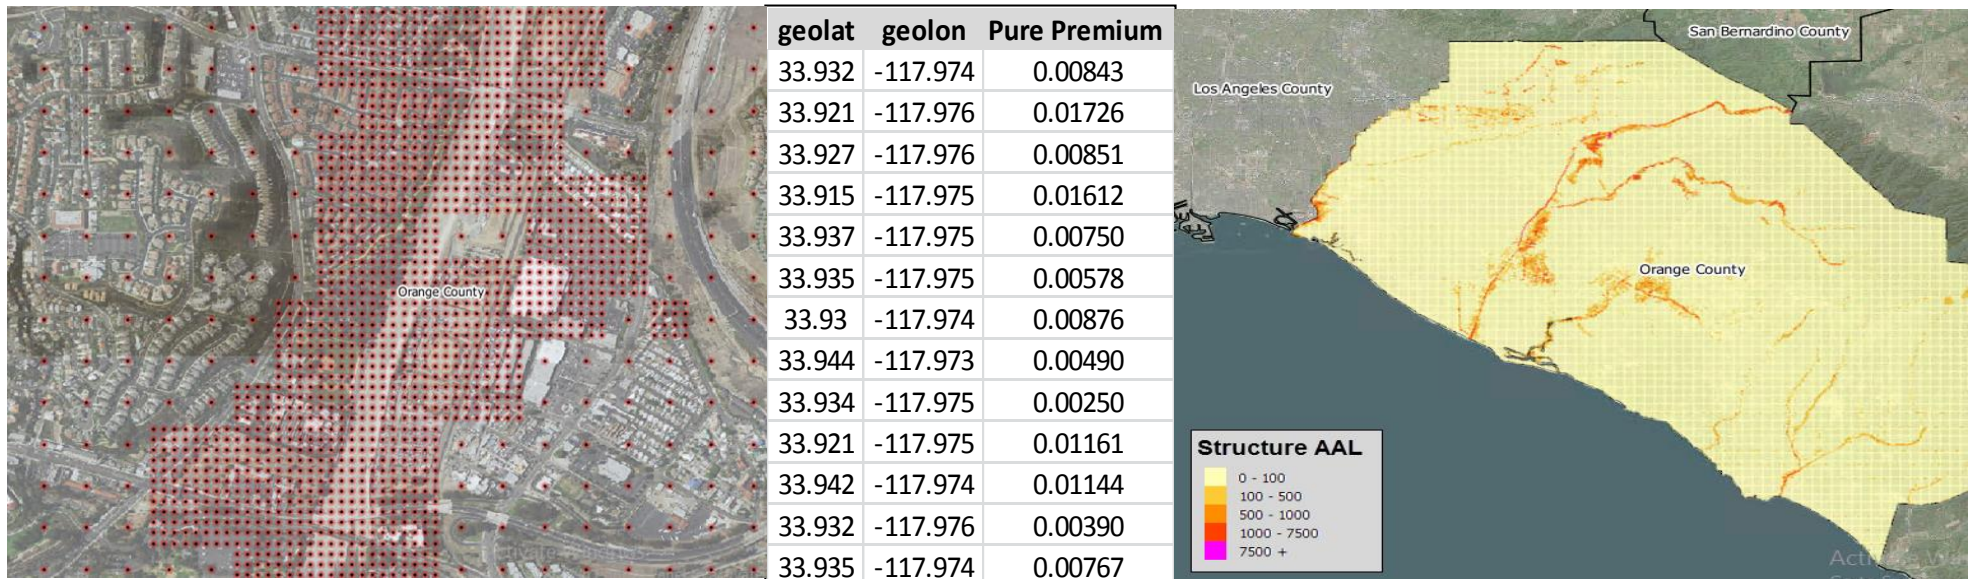 Orange County
geolat geolon Pure Premium
33.932 -117.974 0.00843
33.921 -117.976 0.01726
33.927 -117.976 0.00851
33.915 -117.975 0.01612
33.937 -117.975 0.00750
33.935 -117.975 0.00578
33.93 -117.974 0.00876
33.944 -117.973 0.00490
33.934 -117.975 0.00250
33.921 -117.975 0.01161
33.942 -117.974 0.01144
33.932 -117.976 0.00390
33.935 -117.974 0.00767
San Bernardino County
Los Angeles County
Orange County
Structure AAL
0 - 100
100 - 500
500 - 1000
1000 - 7500
7500 +